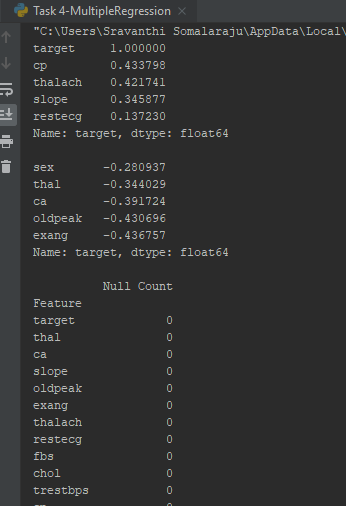 Task 4-MultipleRegression
"C:\Users\Sravanthi Somalaraju\AppData\Local\
target 1.000000
cp 0.433798
thalach 0.421741
slope 0.345877
restecg 0.137230
Name: target, dtype: float64
sex -0.280937
thal -0.344029
ca -0.391724
oldpeak -0.430696
exang -0.436757
Name: target, dtype: float64
Null Count
Feature
target 0
thal 0
ca 0
slope 0
oldpeak 0
exang 0
thalach 0
restecg 0
fbs 0
chol 0
trestbps 0